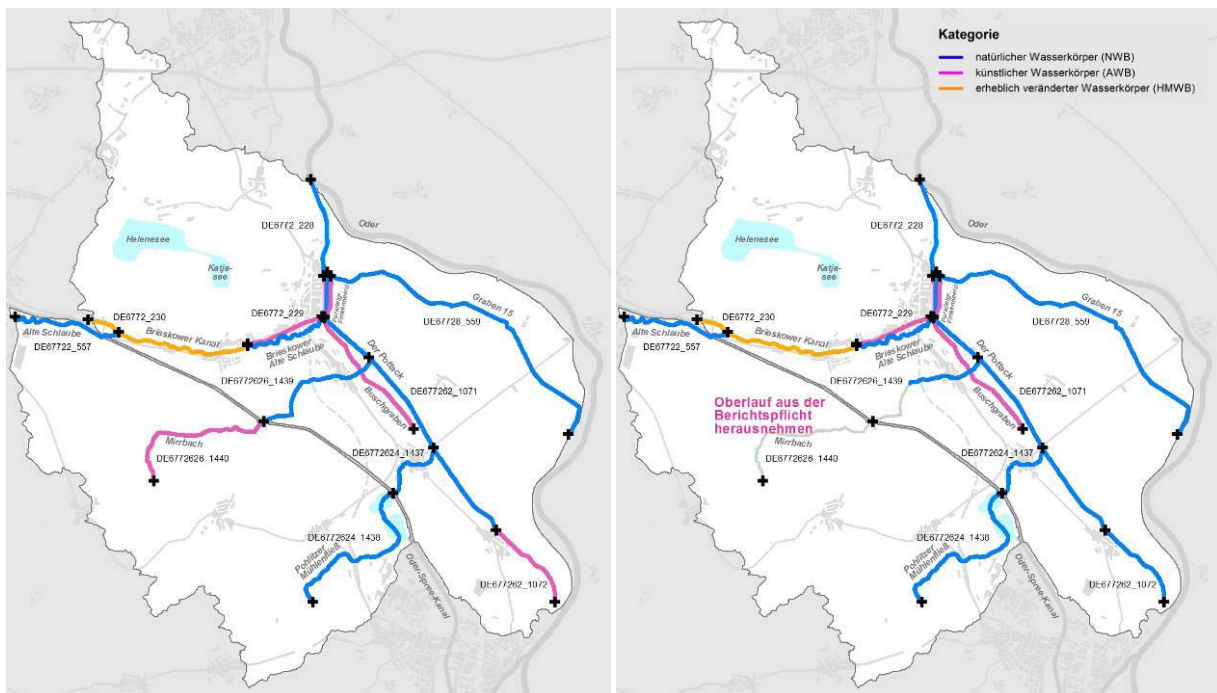 DE6772_228
Oder
Helenesee
Katja-
see
Graben 15
DE6772_230
DE6772_229
DE67728_559
Alte Schlaube
Brieskower Kanal
DE67722_557
Brieskower
Alte Schlaube
Der Pottack
DE6772626_1439
DE677262_1071
Buschgraben
Mirrbach
DE6772626_1440
DE6772624_1437
DE6772624_1438
Pohlitzer
Mühlenfließ
Oder-Spree-Kanal
DE677262_1072
Kategorie
natürlicher Wasserkörper (NWB)
künstlicher Wasserkörper (AWB)
erheblich veränderter Wasserkörper (HMWB)
DE6772_228
Oder
Helenesee
Katja-
see
Graben 15
DE6772_230
DE6772_229
DE67728_559
Alte Schlaube
Brieskower Kanal
DE67722_557
Brieskower
Alte Schlaube
Der Pottack
DE6772626_1439
DE677262_1071
Buschgraben
Oberlauf aus der
Berichtspflicht
herausnehmen
Mirrbach
DE6772626_1440
DE6772624_1437
DE6772624_1438
Pohlitzer
Mühlenfließ
Oder-Spree-Kanal
DE677262_1072